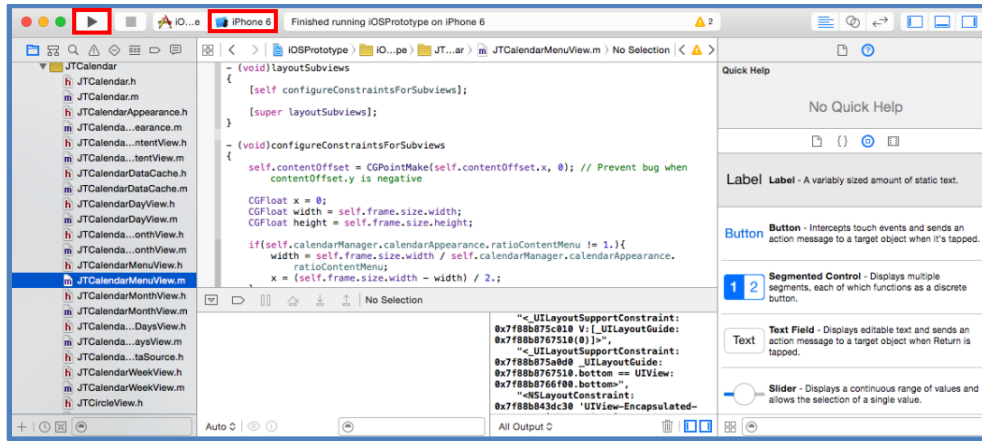 iO...e
iPhone 6
Finished running iOSPrototype on iPhone 6
2
iOSPrototype
iO...pe
JT...ar
m JTCalendarMenuView.m
No Selection
JTCalendar
h JTCalendar.h
m JTCalendar.m
h JTCalendarAppearance.h
m JTCalenda...earance.m
h JTCalenda...ntentView.h
m JTCalenda...tentView.m
h JTCalendarDataCache.h
m JTCalendarDataCache.m
h JTCalendarDayView.h
m JTCalendarDayView.m
h JTCalenda...onthView.h
m JTCalenda...onthView.m
h JTCalendarMenuView.h
m JTCalendarMenuView.m
h JTCalendarMonthView.h
m JTCalendarMonthView.m
h JTCalenda...DaysView.h
m JTCalenda...aysView.m
h JTCalenda...taSource.h
h JTCalendarWeekView.h
m JTCalendarWeekView.m
h JTCircleView.h
- (void)layoutSubviews
{
[self configureConstraintsForSubviews];
[super layoutSubviews];
}
- (void)configureConstraintsForSubviews
{
self.contentOffset = CGPointMake(self.contentOffset.x, 0); // Prevent bug when
contentOffset.y is negative
CGFloat x = 0;
CGFloat width = self.frame.size.width;
CGFloat height = self.frame.size.height;
if(self.calendarManager.calendarAppearance.ratioContentMenu != 1.){
width = self.frame.size.width / self.calendarManager.calendarAppearance.
ratioContentMenu;
x = (self.frame.size.width - width) / 2.;
No Selection
"<_UILayoutSupportConstraint:
0x7f88b875c010 V:[_UILayoutGuide:
0x7f88b8767510(0)]>",
"<_UILayoutSupportConstraint:
0x7f88b875a0d0 _UILayoutGuide:
0x7f88b8767510.bottom == UIView:
0x7f88b8766f00.bottom>",
"<NSLayoutConstraint:
0x7f88b843dc30 'UIView-Encapsulated-
Auto
All Output
Quick Help
No Quick Help
{}
Label Label - A variably sized amount of static text.
Button Button - Intercepts touch events and sends an
action message to a target object when it's tapped.
1 2 Segmented Control - Displays multiple
segments, each of which functions as a discrete
button.
Text Text Field - Displays editable text and sends an
action message to a target object when Return is
tapped.
Slider - Displays a continuous range of values and
allows the selection of a single value.